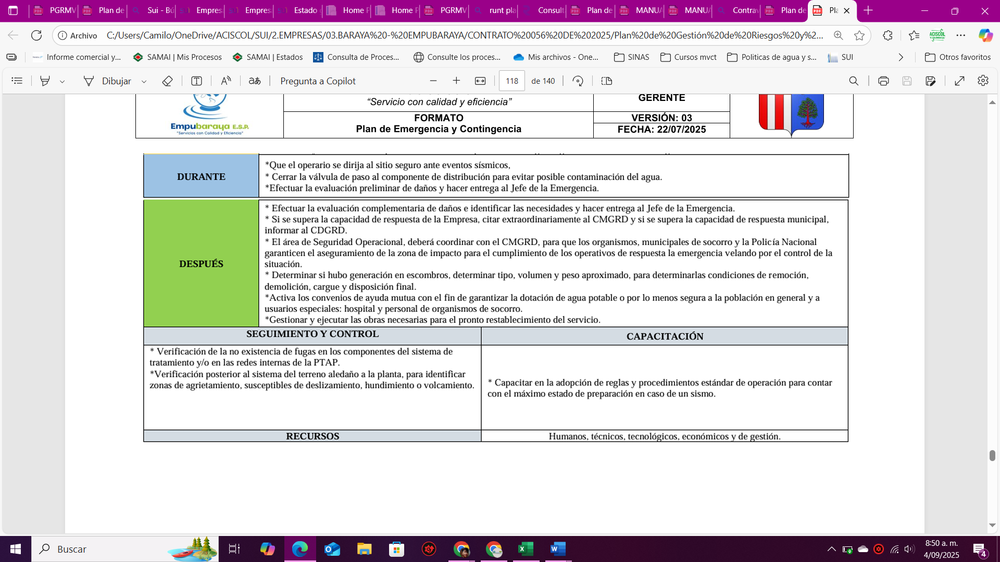 PGRMV
Plan de
Sui - Bú
Empres
Empres
Estado
Home P
Home P
PGRMV
runt pla
Consult
Plan de
MANUA
MANUA
Contrav
Plan de
Pla
Archivo C:/Users/Camilo/OneDrive/ACISCOL/SUI/2.EMPRESAS/03.BARAYA%20-%20EMPUBARAYA/CONTRATO%20056%20DE%202025/Plan%20de%20Gestión%20de%20Riesgos%20y%2...
Informe comercial y...
SAMAI | Mis Procesos
SAMAI | Estados
Consulta de Proces...
Consulte los proces...
Mis archivos - One...
SINAS
Cursos mvct
Politicas de agua y s...
SUI
Otros favoritos
Dibujar
Pregunta a Copilot
118 de 140
Empubaraya E.S.P.
"Servicios con Calidad y Eficiencia"
“Servicio con calidad y eficiencia”
FORMATO
Plan de Emergencia y Contingencia
GERENTE
VERSIÓN: 03
FECHA: 22/07/2025
DURANTE
*Que el operario se dirija al sitio seguro ante eventos sísmicos,
* Cerrar la válvula de paso al componente de distribución para evitar posible contaminación del agua.
*Efectuar la evaluación preliminar de daños y hacer entrega al Jefe de la Emergencia.
DESPUÉS
* Efectuar la evaluación complementaria de daños e identificar las necesidades y hacer entrega al Jefe de la Emergencia.
* Si se supera la capacidad de respuesta de la Empresa, citar extraordinariamente al CMGRD y si se supera la capacidad de respuesta municipal,
informar al CDGRD.
* El área de Seguridad Operacional, deberá coordinar con el CMGRD, para que los organismos, municipales de socorro y la Policía Nacional
garanticen el aseguramiento de la zona de impacto para el cumplimiento de los operativos de respuesta la emergencia velando por el control de la
situación.
* Determinar si hubo generación en escombros, determinar tipo, volumen y peso aproximado, para determinarlas condiciones de remoción,
demolición, cargue y disposición final.
*Activa los convenios de ayuda mutua con el fin de garantizar la dotación de agua potable o por lo menos segura a la población en general y a
usuarios especiales: hospital y personal de organismos de socorro.
*Gestionar y ejecutar las obras necesarias para el pronto restablecimiento del servicio.
SEGUIMIENTO Y CONTROL
CAPACITACIÓN
* Verificación de la no existencia de fugas en los componentes del sistema de
tratamiento y/o en las redes internas de la PTAP.
*Verificación posterior al sistema del terreno aledaño a la planta, para identificar
zonas de agrietamiento, susceptibles de deslizamiento, hundimiento o volcamiento.
* Capacitar en la adopción de reglas y procedimientos estándar de operación para contar
con el máximo estado de preparación en caso de un sismo.
RECURSOS
Humanos, técnicos, tecnológicos, económicos y de gestión.
Buscar
8:50 a. m.
4/09/2025
4